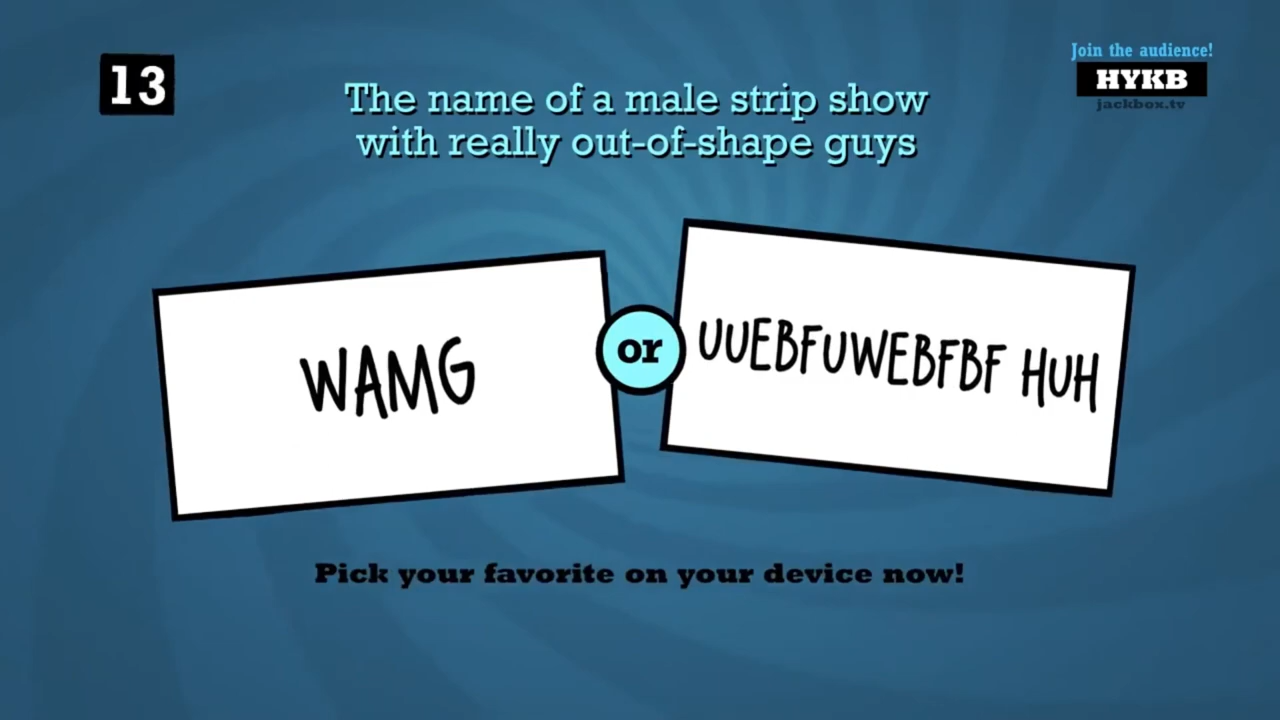 13
The name of a male strip show
with really out-of-shape guys
Join the audience!
HYKB
jackbox.tv
WAMG
or
UUEBFUWEBFBF HUH
Pick your favorite on your device now!